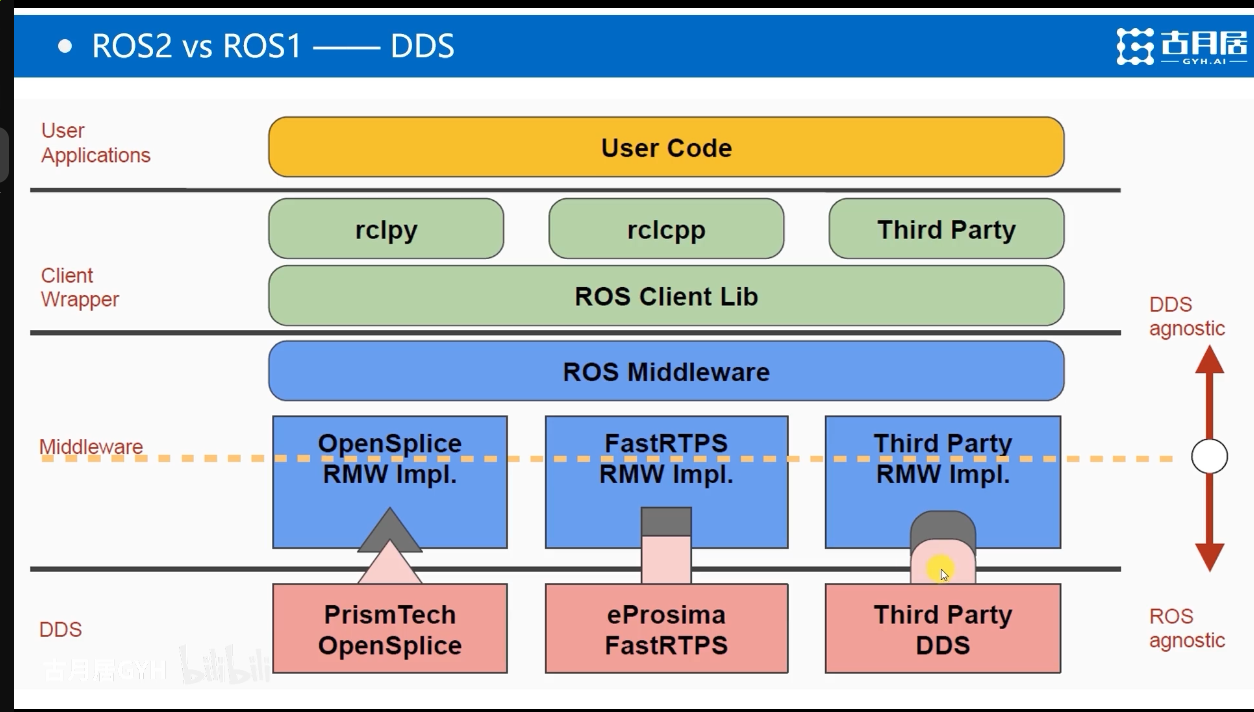 ROS2 vs ROS1 —— DDS
古月居
GYH.AI
User
Applications
User Code
rclpy
rclcpp
Third Party
Client
Wrapper
ROS Client Lib
DDS
agnostic
ROS Middleware
Middleware
OpenSplice
RMW Impl.
FastRTPS
RMW Impl.
Third Party
RMW Impl.
DDS
PrismTech
OpenSplice
eProsima
FastRTPS
Third Party
DDS
ROS
agnostic
古月居GYH
bilibili